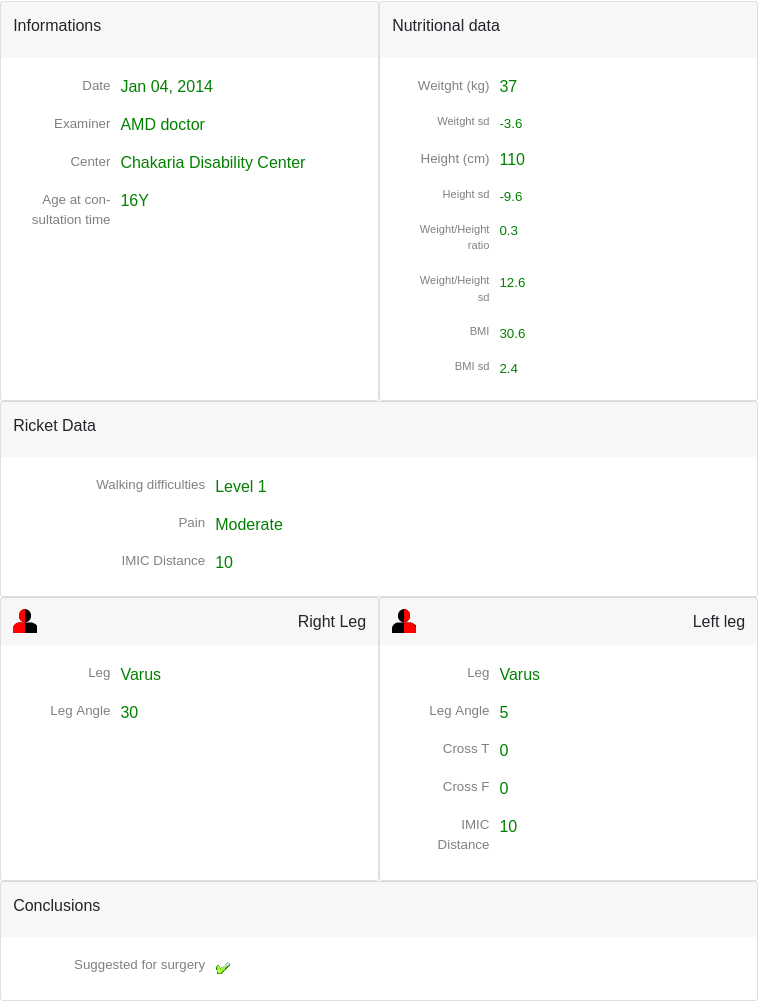 Informations
Date Jan 04, 2014
Examiner AMD doctor
Center Chakaria Disability Center
Age at con- 16Y
sultation time
Nutritional data
Weitght (kg) 37
Weitght sd -3.6
Height (cm) 110
Height sd -9.6
Weight/Height 0.3
ratio
Weight/Height 12.6
sd
BMI 30.6
BMI sd 2.4
Ricket Data
Walking difficulties Level 1
Pain Moderate
IMIC Distance 10
Right Leg
Leg Varus
Leg Angle 30
Left leg
Leg Varus
Leg Angle 5
Cross T 0
Cross F 0
IMIC 10
Distance
Conclusions
Suggested for surgery